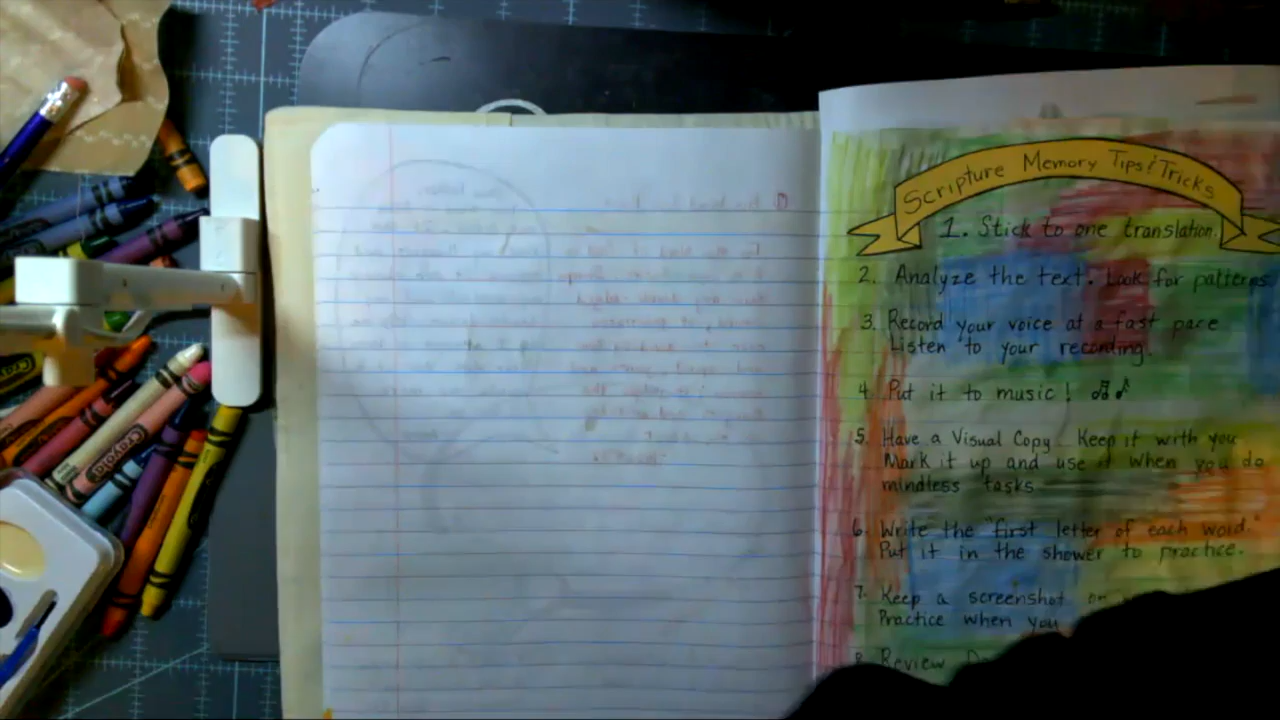 Scripture Memory Tips & Tricks
1. Stick to one translation.
2. Analyze the text. Look for patterns
3. Record your voice at a fast pace
Listen to your recording.
4. Put it to music!
5. Have a Visual Copy. Keep it with you
Mark it up and use it when you do
mindless tasks.
6. Write the "first letter of each word."
Put it in the shower to practice.
7. Keep a screenshot
Practice when you
8. Review
Crayola